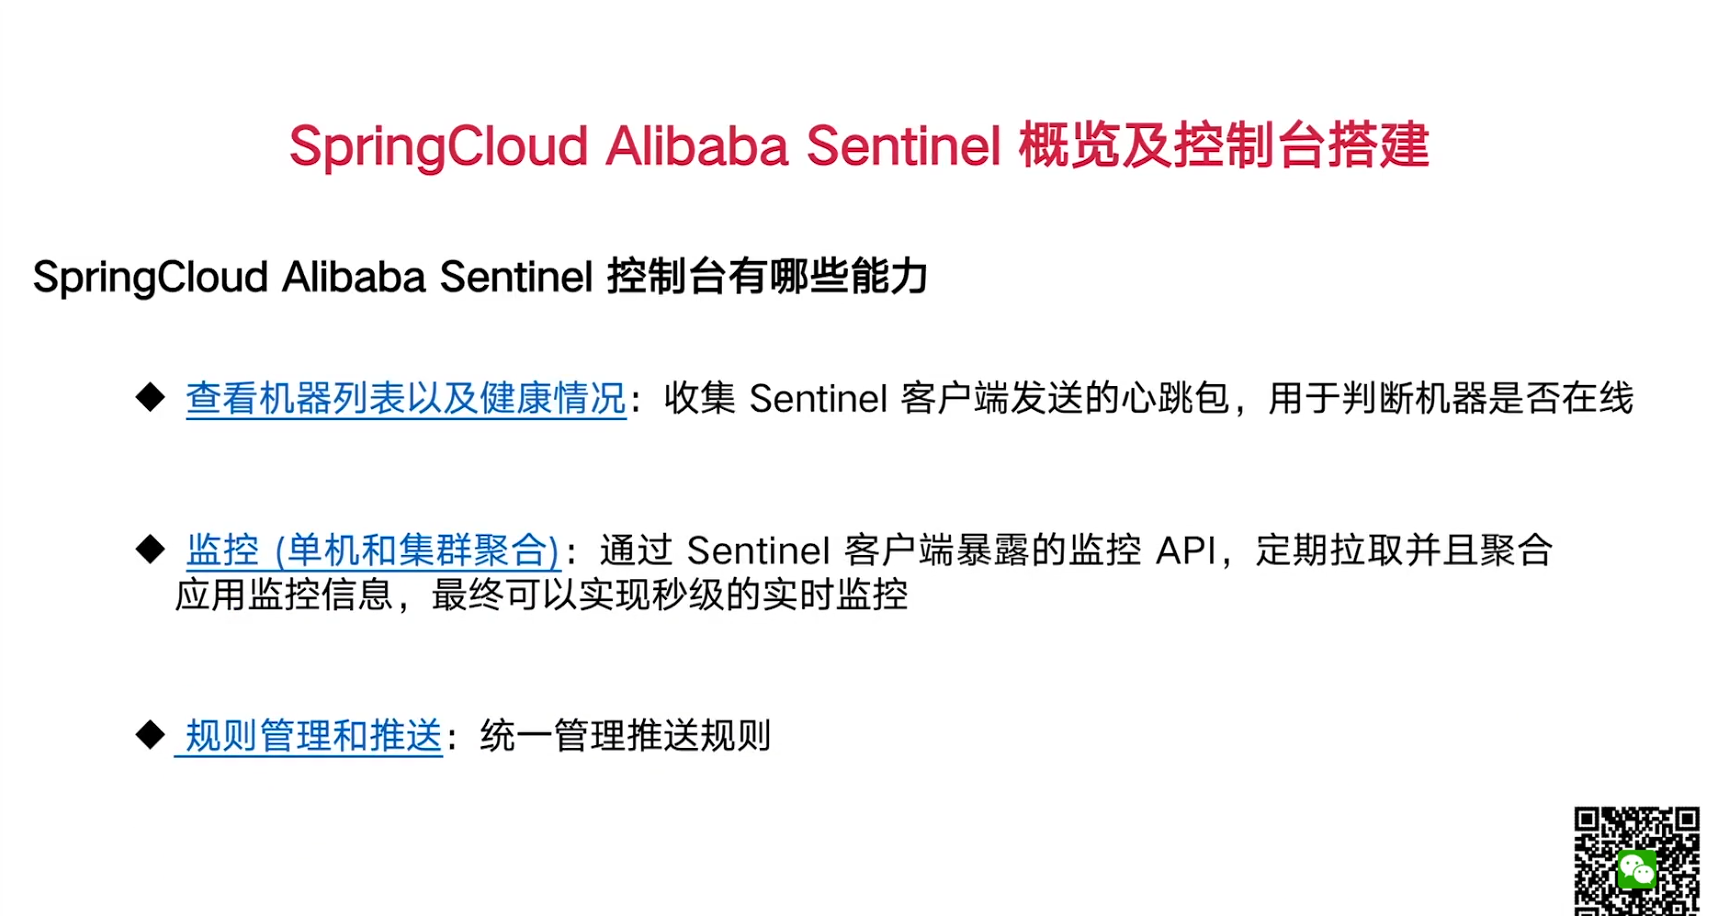 SpringCloud Alibaba Sentinel 概览及控制台搭建
SpringCloud Alibaba Sentinel 控制台有哪些能力
◆ 查看机器列表以及健康情况：收集 Sentinel 客户端发送的心跳包，用于判断机器是否在线
◆ 监控 (单机和集群聚合)：通过 Sentinel 客户端暴露的监控 API，定期拉取并且聚合
应用监控信息，最终可以实现秒级的实时监控
◆ 规则管理和推送：统一管理推送规则